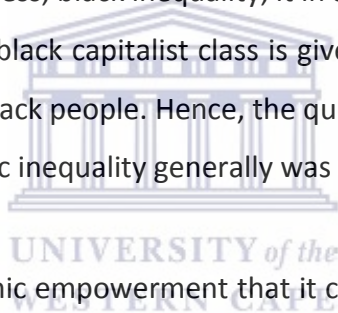 black inequality, it in
black capitalist class is give
ack people. Hence, the qu
c inequality generally was
UNIVERSITY of the
nic empowerment that it c
WESTERN CAPE